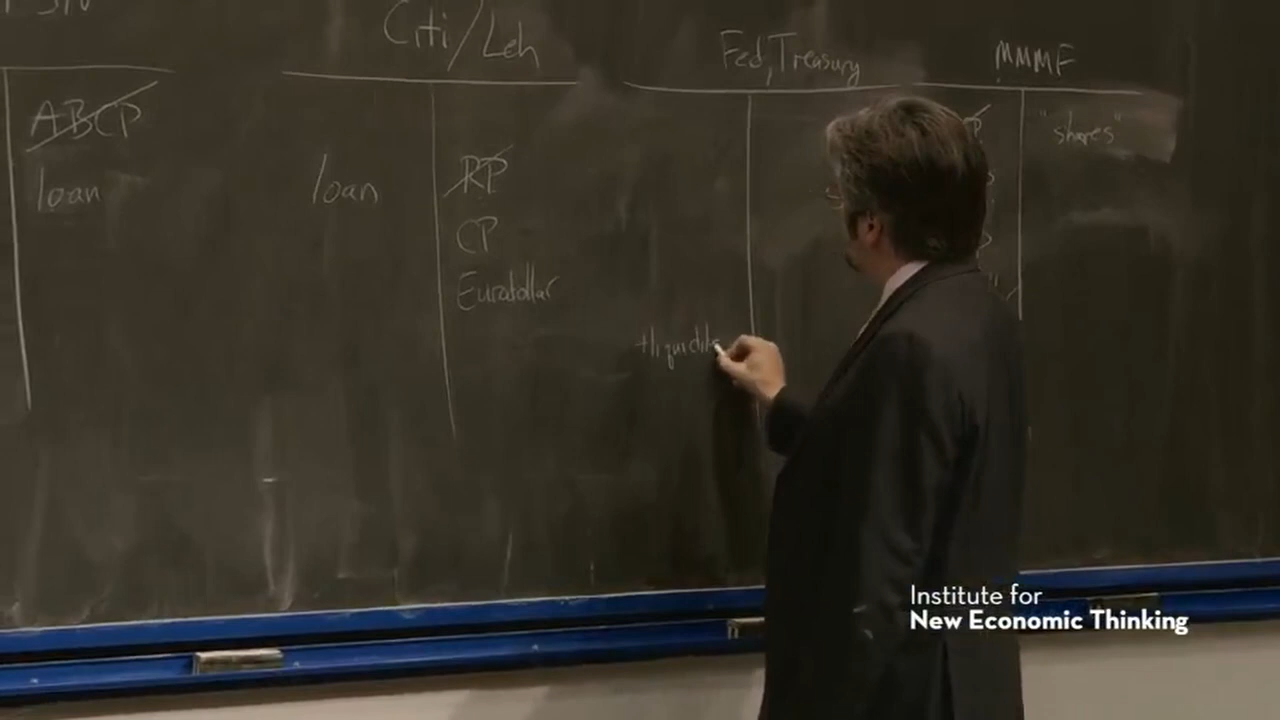 Citi/Leh
Fed, Treasury
MMMF
ABCP
"shares"
loan
loan
RP
CP
Eurodollar
+liquidity
Institute for
New Economic Thinking